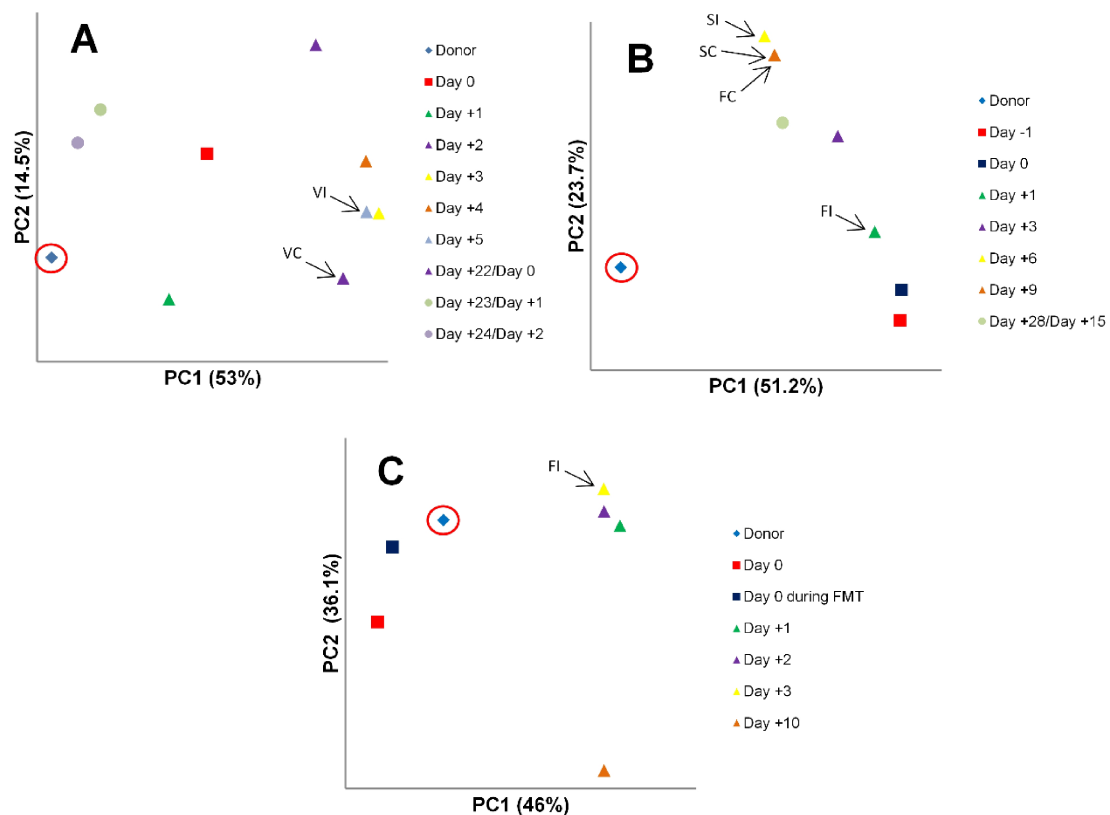 A
PC2 (14.5%)
PC1 (53%)
VI
VC
Donor
Day 0
Day +1
Day +2
Day +3
Day +4
Day +5
Day +22/Day 0
Day +23/Day +1
Day +24/Day +2
B
PC2 (23.7%)
PC1 (51.2%)
SI
SC
FC
FI
Donor
Day -1
Day 0
Day +1
Day +3
Day +6
Day +9
Day +28/Day +15
C
PC2 (36.1%)
PC1 (46%)
FI
Donor
Day 0
Day 0 during FMT
Day +1
Day +2
Day +3
Day +10